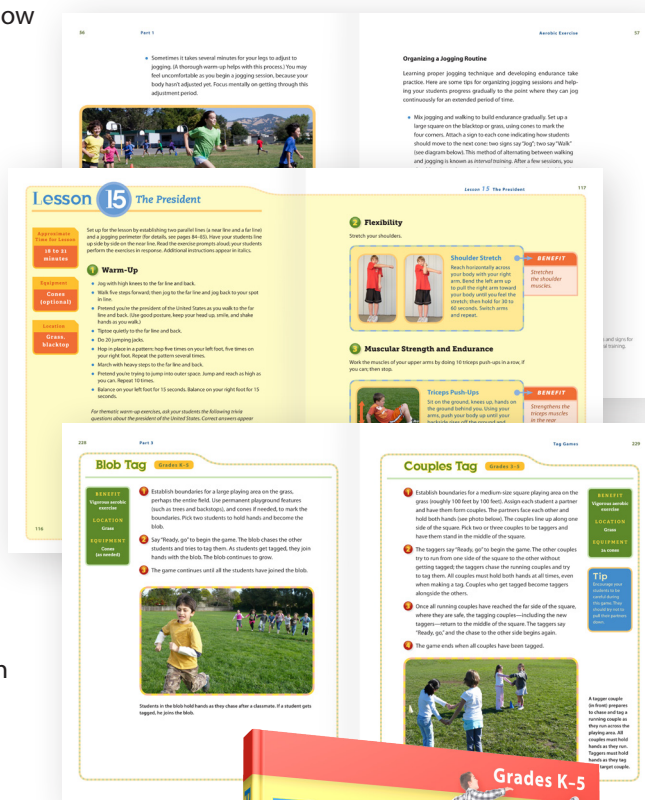 ow
56
Part 1
• Sometimes it takes several minutes for your legs to adjust to
jogging. (A thorough warm-up helps with this process.) You may
feel uncomfortable as you begin a jogging session, because your
body hasn't adjusted yet. Focus mentally on getting through this
adjustment period.
Aerobic Exercise
57
Organizing a Jogging Routine
Learning proper jogging technique and developing endurance take
practice. Here are some tips for organizing jogging sessions and help-
ing your students progress gradually to the point where they can jog
continuously for an extended period of time.
• Mix jogging and walking to build endurance gradually. Set up a
large square on the blacktop or grass, using cones to mark the
four corners. Attach a sign to each cone indicating how students
should move to the next cone: two signs say "Jog"; two say "Walk"
(see diagram below). This method of alternating between walking
and jogging is known as interval training. After a few sessions, you
and signs for
al training.
Lesson 15 The President
Approximate
Time for Lesson
18 to 21
minutes
Equipment
Cones
(optional)
Location
Grass,
blacktop
Set up for the lesson by establishing two parallel lines (a near line and a far line)
and a jogging perimeter (for details, see pages 84–85). Have your students line
up side by side on the near line. Read the exercise prompts aloud; your students
perform the exercises in response. Additional instructions appear in italics.
1 Warm-Up
• Jog with high knees to the far line and back.
• Walk five steps forward; then jog to the far line and jog back to your spot
in line.
• Pretend you're the president of the United States as you walk to the far
line and back. (Use good posture, keep your head up, smile, and shake
hands as you walk.)
• Tiptoe quietly to the far line and back.
• Do 20 jumping jacks.
• Hop in place in a pattern: hop five times on your left foot, five times on
your right foot. Repeat the pattern several times.
• March with heavy steps to the far line and back.
• Pretend you're trying to jump into outer space. Jump and reach as high as
you can. Repeat 10 times.
• Balance on your left foot for 15 seconds. Balance on your right foot for 15
seconds.
For thematic warm-up exercises, ask your students the following trivia
questions about the president of the United States. Correct answers appear
116
Lesson 15 The President
117
2 Flexibility
Stretch your shoulders.
Shoulder Stretch
Reach horizontally across
your body with your right
arm. Bend the left arm up
to pull the right arm toward
your body until you feel the
stretch; then hold for 30 to
60 seconds. Switch arms
and repeat.
BENEFIT
Stretches
the shoulder
muscles.
3 Muscular Strength and Endurance
Work the muscles of your upper arms by doing 10 triceps push-ups in a row, if
you can; then stop.
Triceps Push-Ups
Sit on the ground, knees up, hands on
the ground behind you. Using your
arms, push your body up until your
backside rises off the ground and
BENEFIT
Strengthens the
triceps muscles
in the rear
229
Part 3
Blob Tag Grades K–5
BENEFIT
Vigorous aerobic
exercise
LOCATION
Grass
EQUIPMENT
Cones
(as needed)
1 Establish boundaries for a large playing area on the grass,
perhaps the entire field. Use permanent playground features
(such as trees and backstops), and cones if needed, to mark the
boundaries. Pick two students to hold hands and become the
blob.
2 Say "Ready, go" to begin the game. The blob chases the other
students and tries to tag them. As students get tagged, they join
hands with the blob. The blob continues to grow.
3 The game continues until all the students have joined the blob.
Students in the blob hold hands as they chase after a classmate. If a student gets
tagged, he joins the blob.
n
Tag Games
229
Couples Tag Grades 3–5
1 Establish boundaries for a medium-size square playing area on the
grass (roughly 100 feet by 100 feet). Assign each student a partner
and have them form couples. The partners face each other and
hold both hands (see photo below). The couples line up along one
side of the square. Pick two or three couples to be taggers and
have them stand in the middle of the square.
2 The taggers say "Ready, go" to begin the game. The other couples
try to run from one side of the square to the other without
getting tagged; the taggers chase the running couples and try
to tag them. All couples must hold both hands at all times, even
when making a tag. Couples who get tagged become taggers
alongside the others.
3 Once all running couples have reached the far side of the square,
where they are safe, the tagging couples—including the new
taggers—return to the middle of the square. The taggers say
"Ready, go," and the chase to the other side begins again.
4 The game ends when all couples have been tagged.
BENEFIT
Vigorous aerobic
exercise
LOCATION
Grass
EQUIPMENT
Tip
Encourage your
students to be
careful during
this game. They
should try not to
pull their partners
down.
A tagger couple
(in front) prepares
to chase and tag a
running couple as
they run across the
playing area. All
couples must hold
hands as they run.
Taggers must hold
hands as they tag
target couple.
Grades K–5